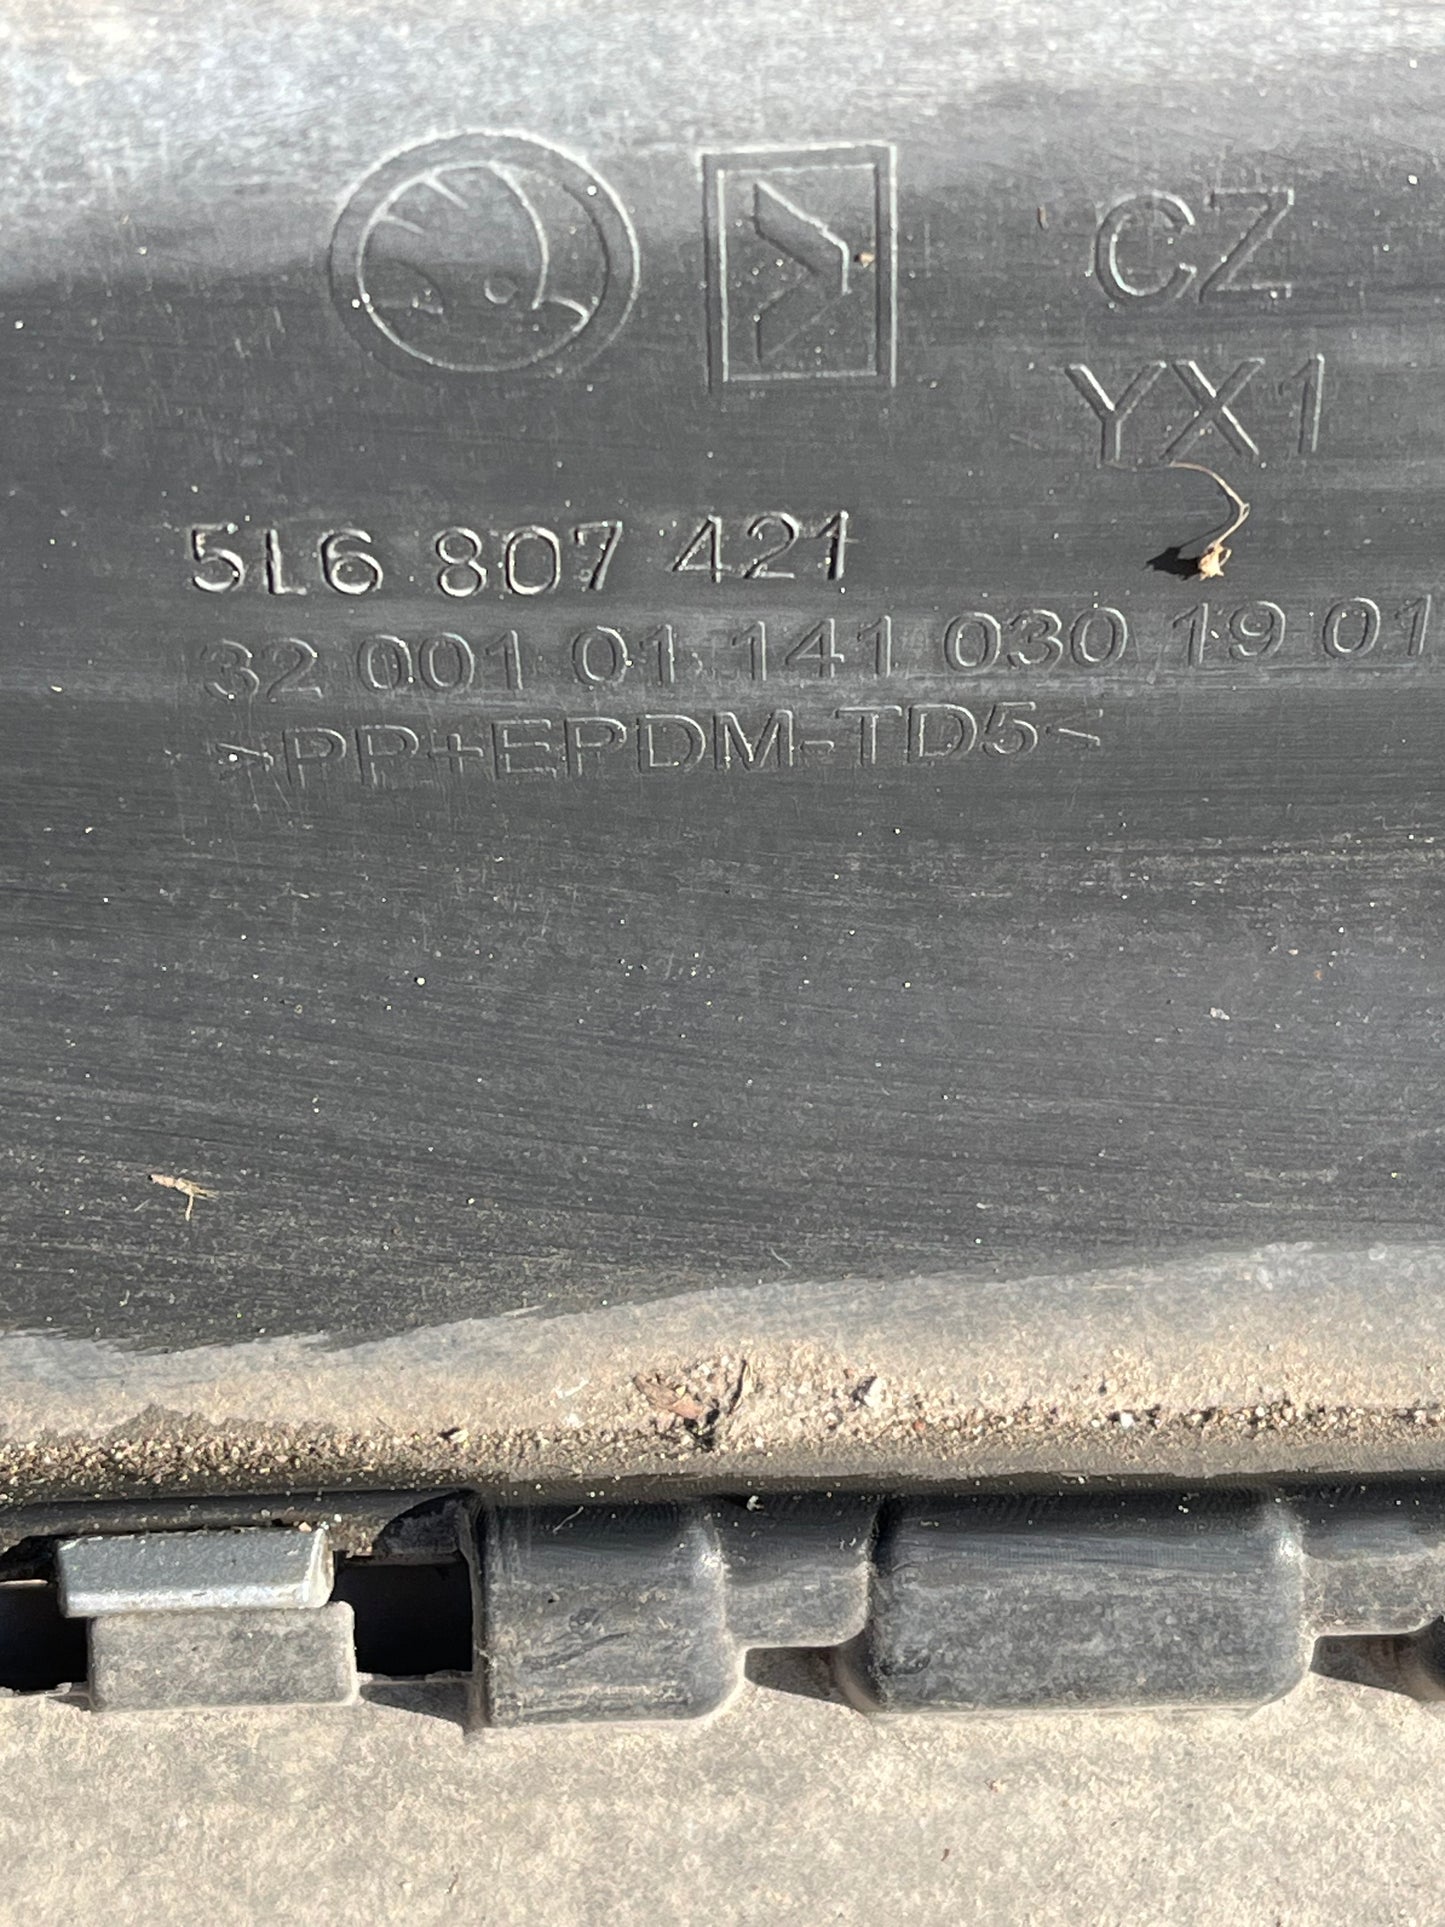 CZ
YX1
5L6 807 421
32 001 01 141 030 19 01
>PP+EPDM-TD5<